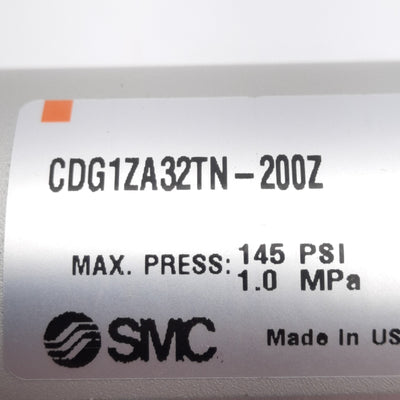 CDG1ZA32TN-200Z
MAX. PRESS: 145 PSI
1.0 MPa
SMC
Made in US